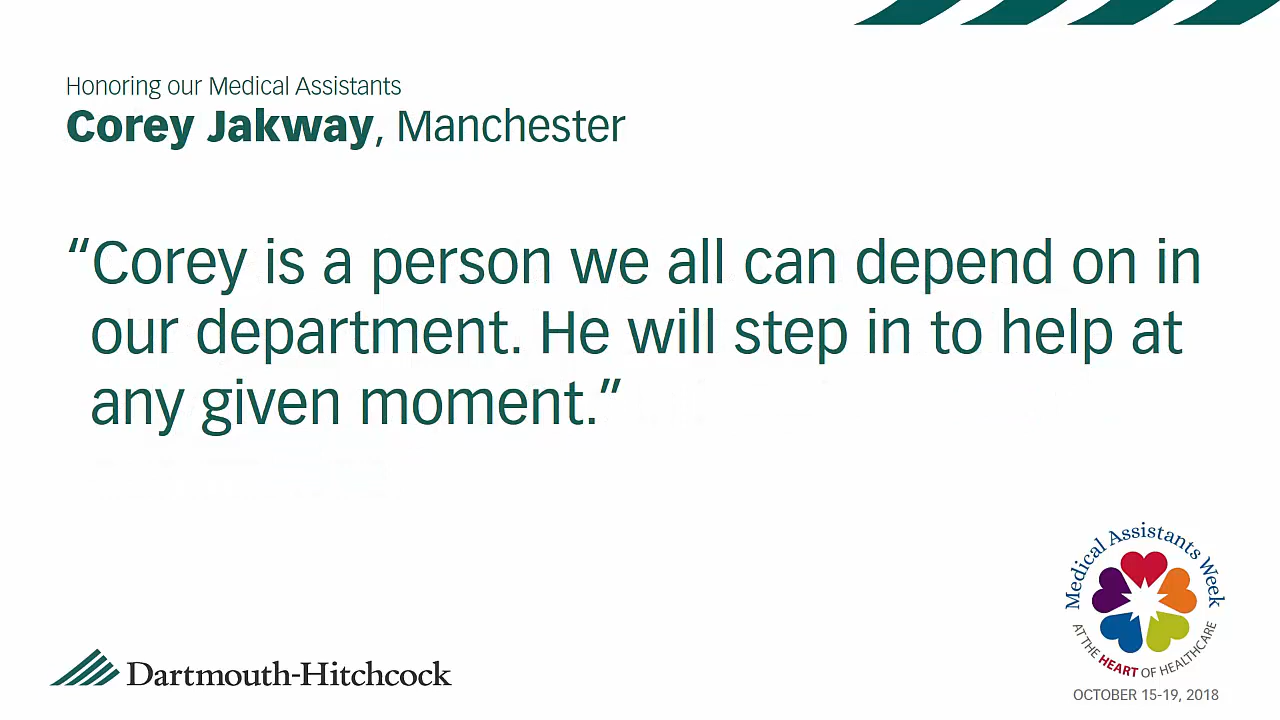 Honoring our Medical Assistants
Corey Jakway, Manchester
“Corey is a person we all can depend on in
our department. He will step in to help at
any given moment.”
Medical Assistants Week
AT THE HEART OF HEALTHCARE
OCTOBER 15-19, 2018
Dartmouth-Hitchcock